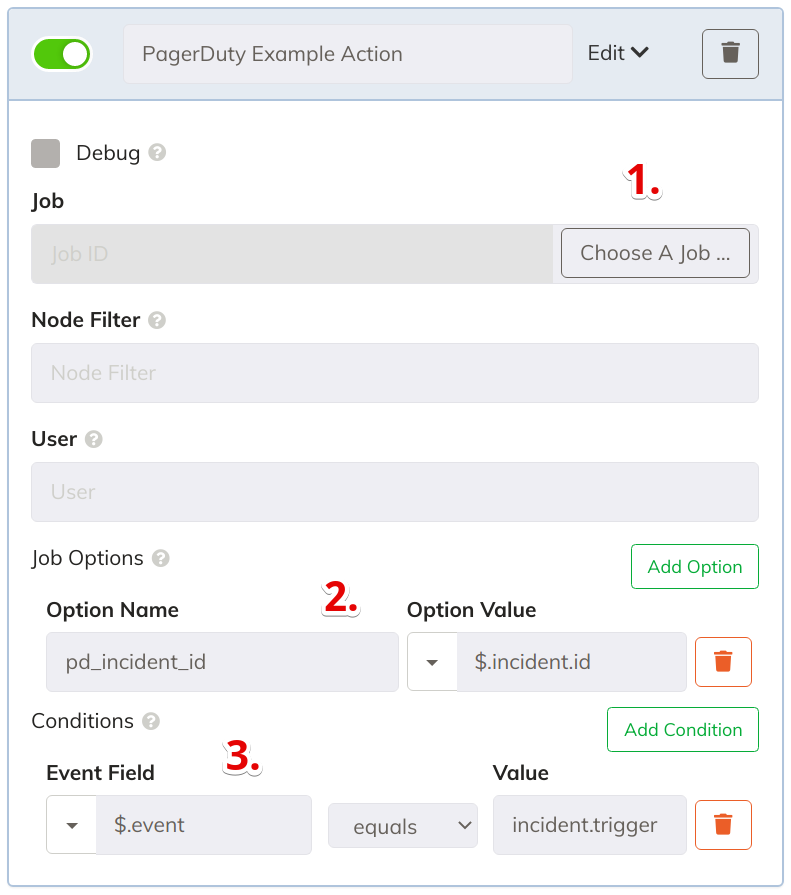 PagerDuty Example Action Edit
Debug ?
1.
Job
Job ID Choose A Job ...
Node Filter ?
Node Filter
User ?
User
Job Options ? Add Option
2.
Option Name Option Value
pd_incident_id $.incident.id
Conditions ? Add Condition
3.
Event Field Value
$.event equals incident.trigger